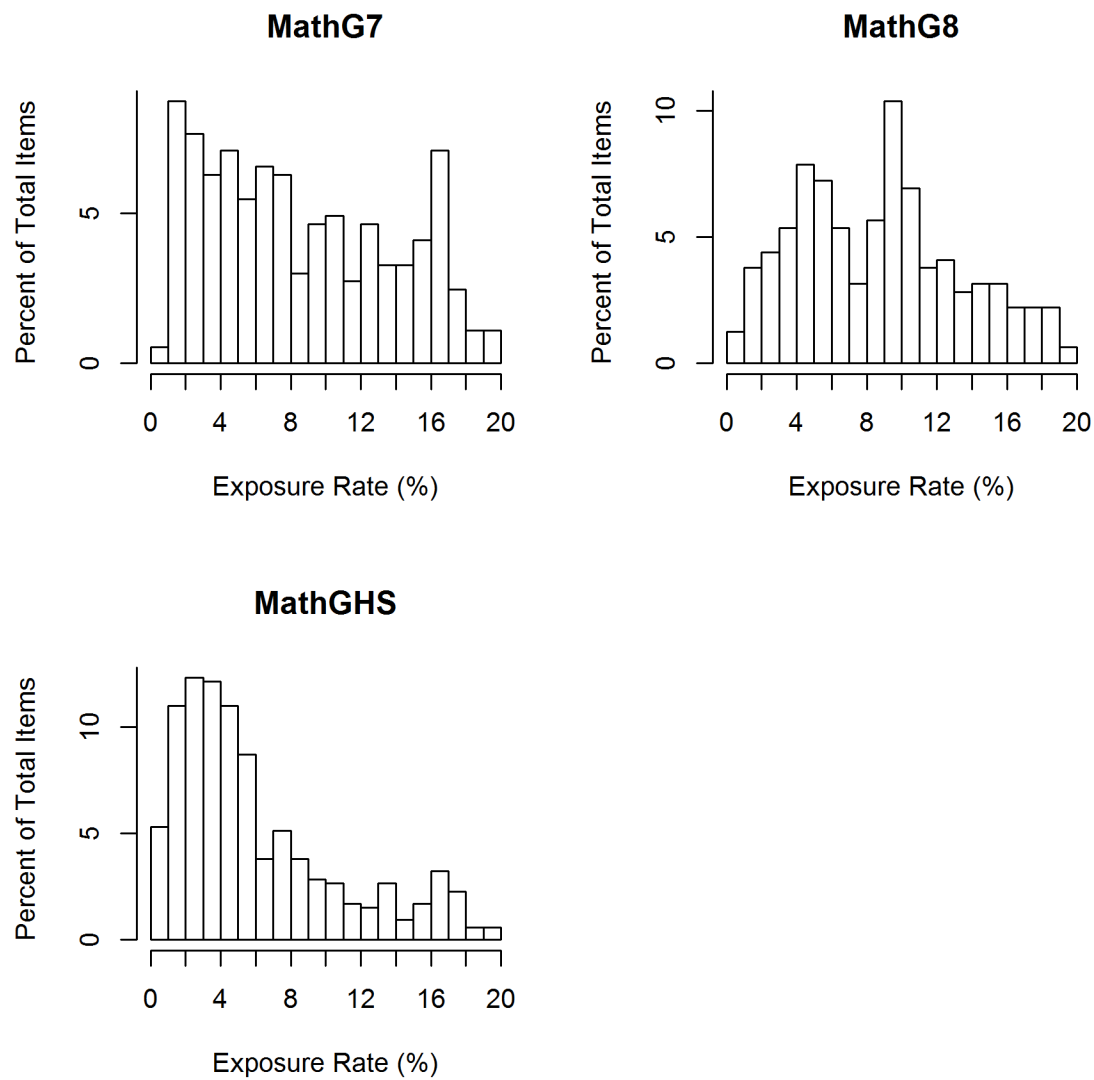 MathG7
Percent of Total Items
0 5
0 4 8 12 16 20
Exposure Rate (%)
MathG8
Percent of Total Items
0 5 10
0 4 8 12 16 20
Exposure Rate (%)
MathGHS
Percent of Total Items
0 5 10
0 4 8 12 16 20
Exposure Rate (%)